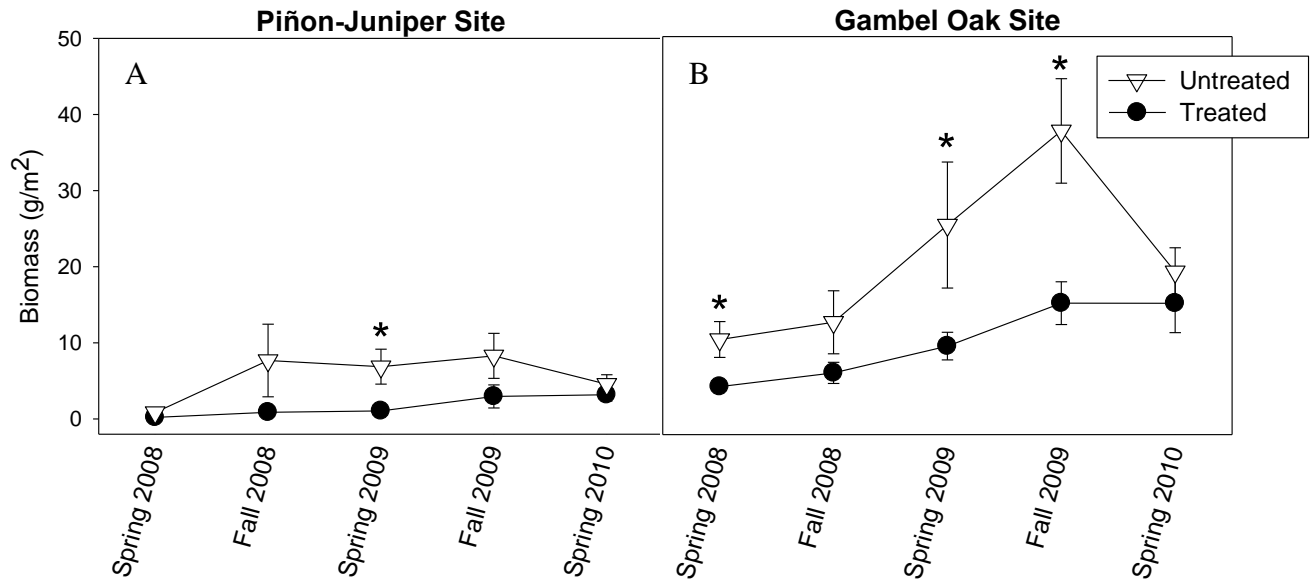 Piñon-Juniper Site
Gambel Oak Site
A
B
Untreated
Treated
Biomass (g/m²)
50
40
30
20
10
0
*
*
*
*
Spring 2008
Fall 2008
Spring 2009
Fall 2009
Spring 2010
Spring 2008
Fall 2008
Spring 2009
Fall 2009
Spring 2010